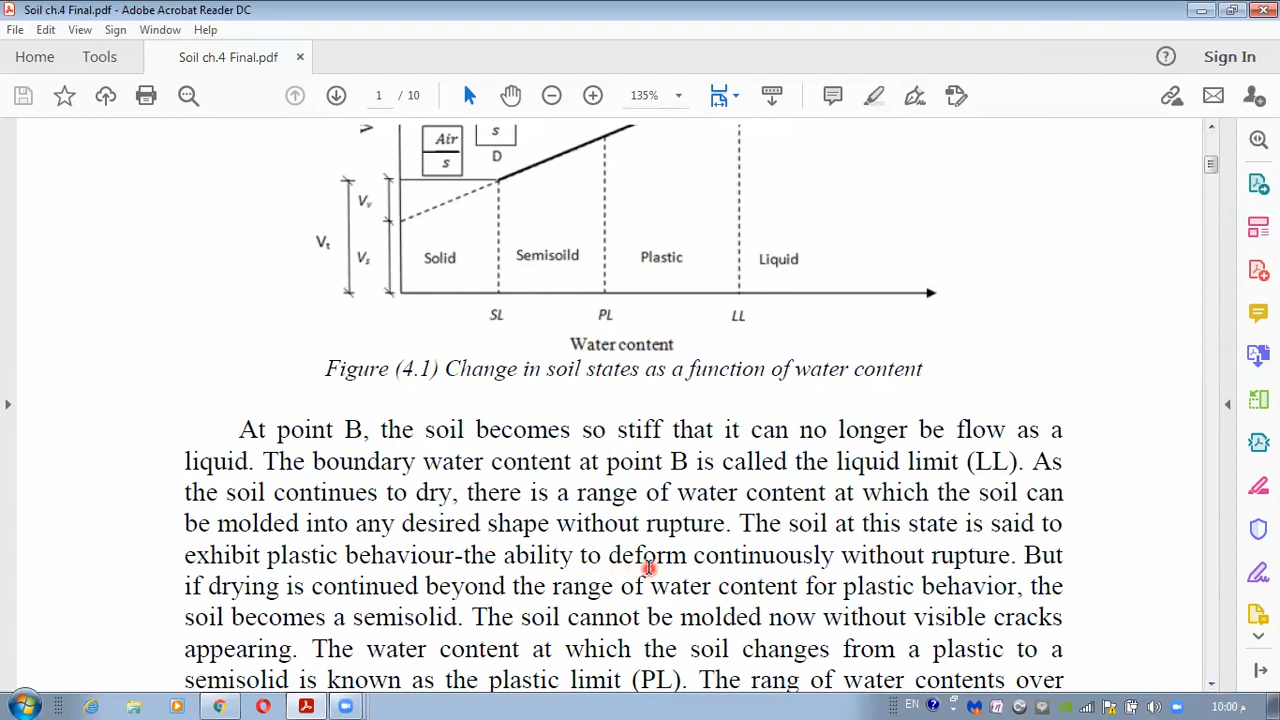 Soil ch.4 Final.pdf - Adobe Acrobat Reader DC
File Edit View Sign Window Help
Home Tools Soil ch.4 Final.pdf × ? Sign In
1 / 10 135%
Air
s
s
D
Vv
Vt
Vs
Solid Semisoild Plastic Liquid
SL PL LL
Water content
Figure (4.1) Change in soil states as a function of water content
At point B, the soil becomes so stiff that it can no longer be flow as a
liquid. The boundary water content at point B is called the liquid limit (LL). As
the soil continues to dry, there is a range of water content at which the soil can
be molded into any desired shape without rupture. The soil at this state is said to
exhibit plastic behaviour-the ability to deform continuously without rupture. But
if drying is continued beyond the range of water content for plastic behavior, the
soil becomes a semisolid. The soil cannot be molded now without visible cracks
appearing. The water content at which the soil changes from a plastic to a
semisolid is known as the plastic limit (PL). The rang of water contents over
EN 10:00 م